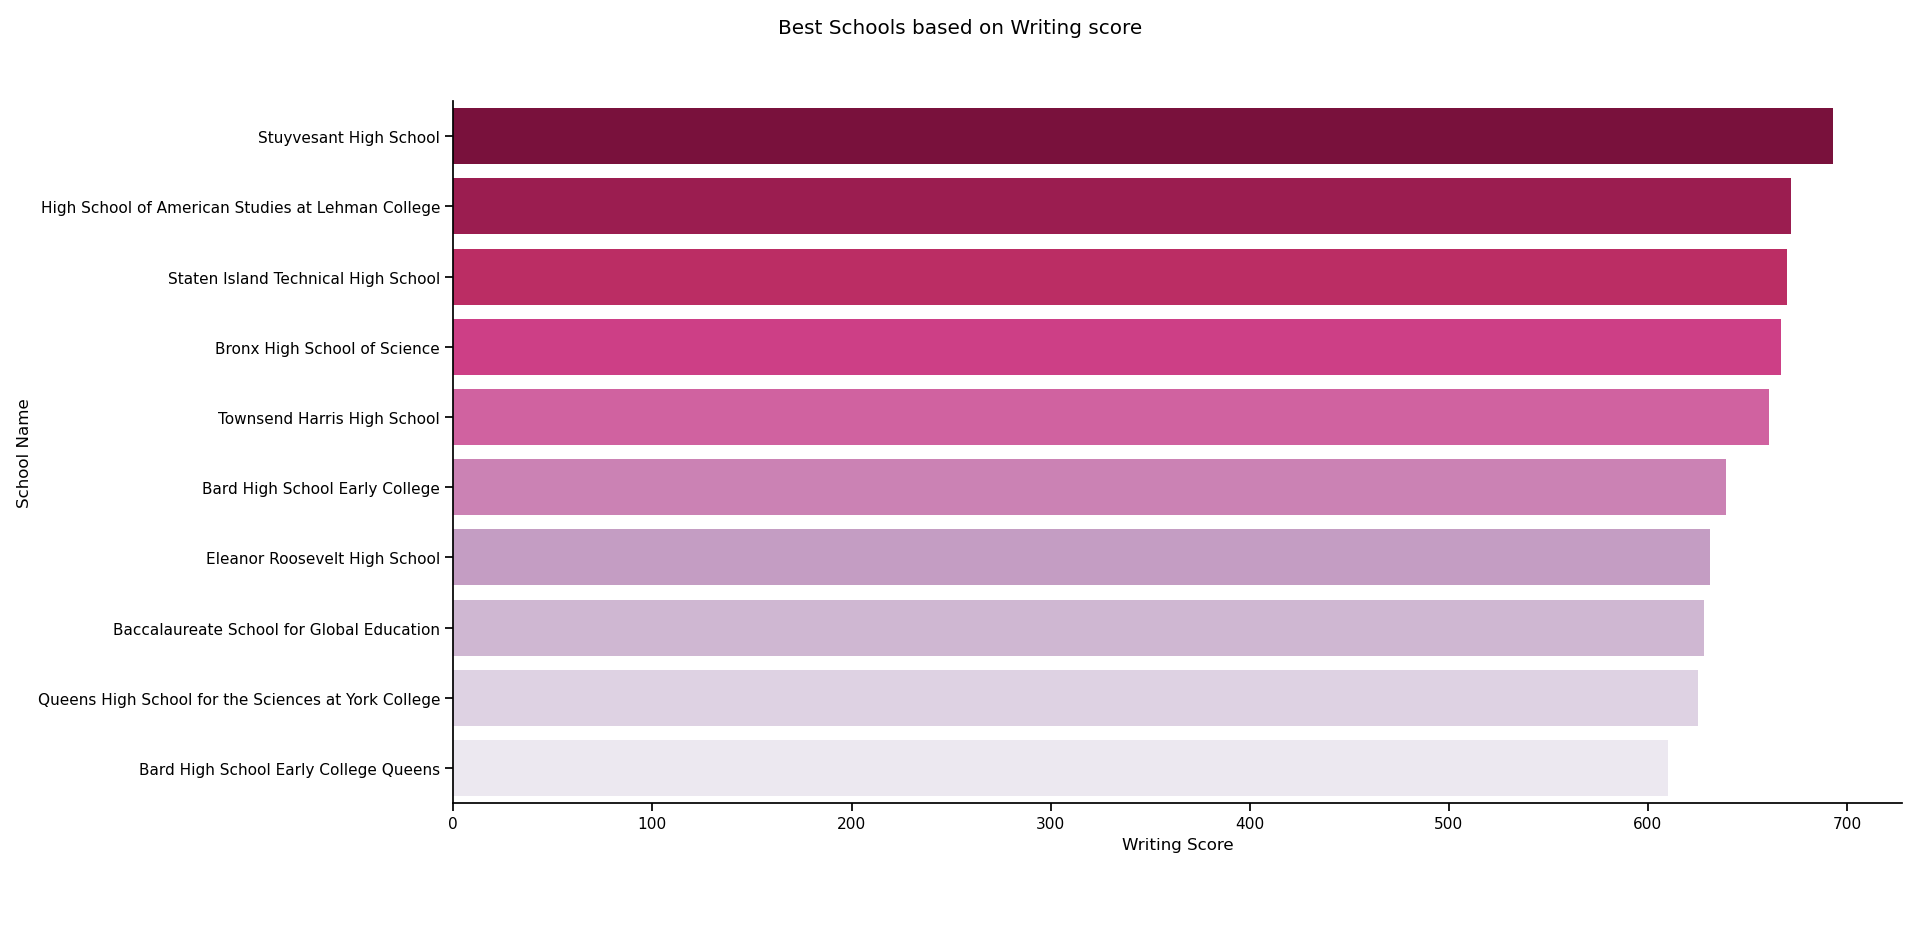 Best Schools based on Writing score
School Name
Stuyvesant High School
High School of American Studies at Lehman College
Staten Island Technical High School
Bronx High School of Science
Townsend Harris High School
Bard High School Early College
Eleanor Roosevelt High School
Baccalaureate School for Global Education
Queens High School for the Sciences at York College
Bard High School Early College Queens
0 100 200 300 400 500 600 700
Writing Score